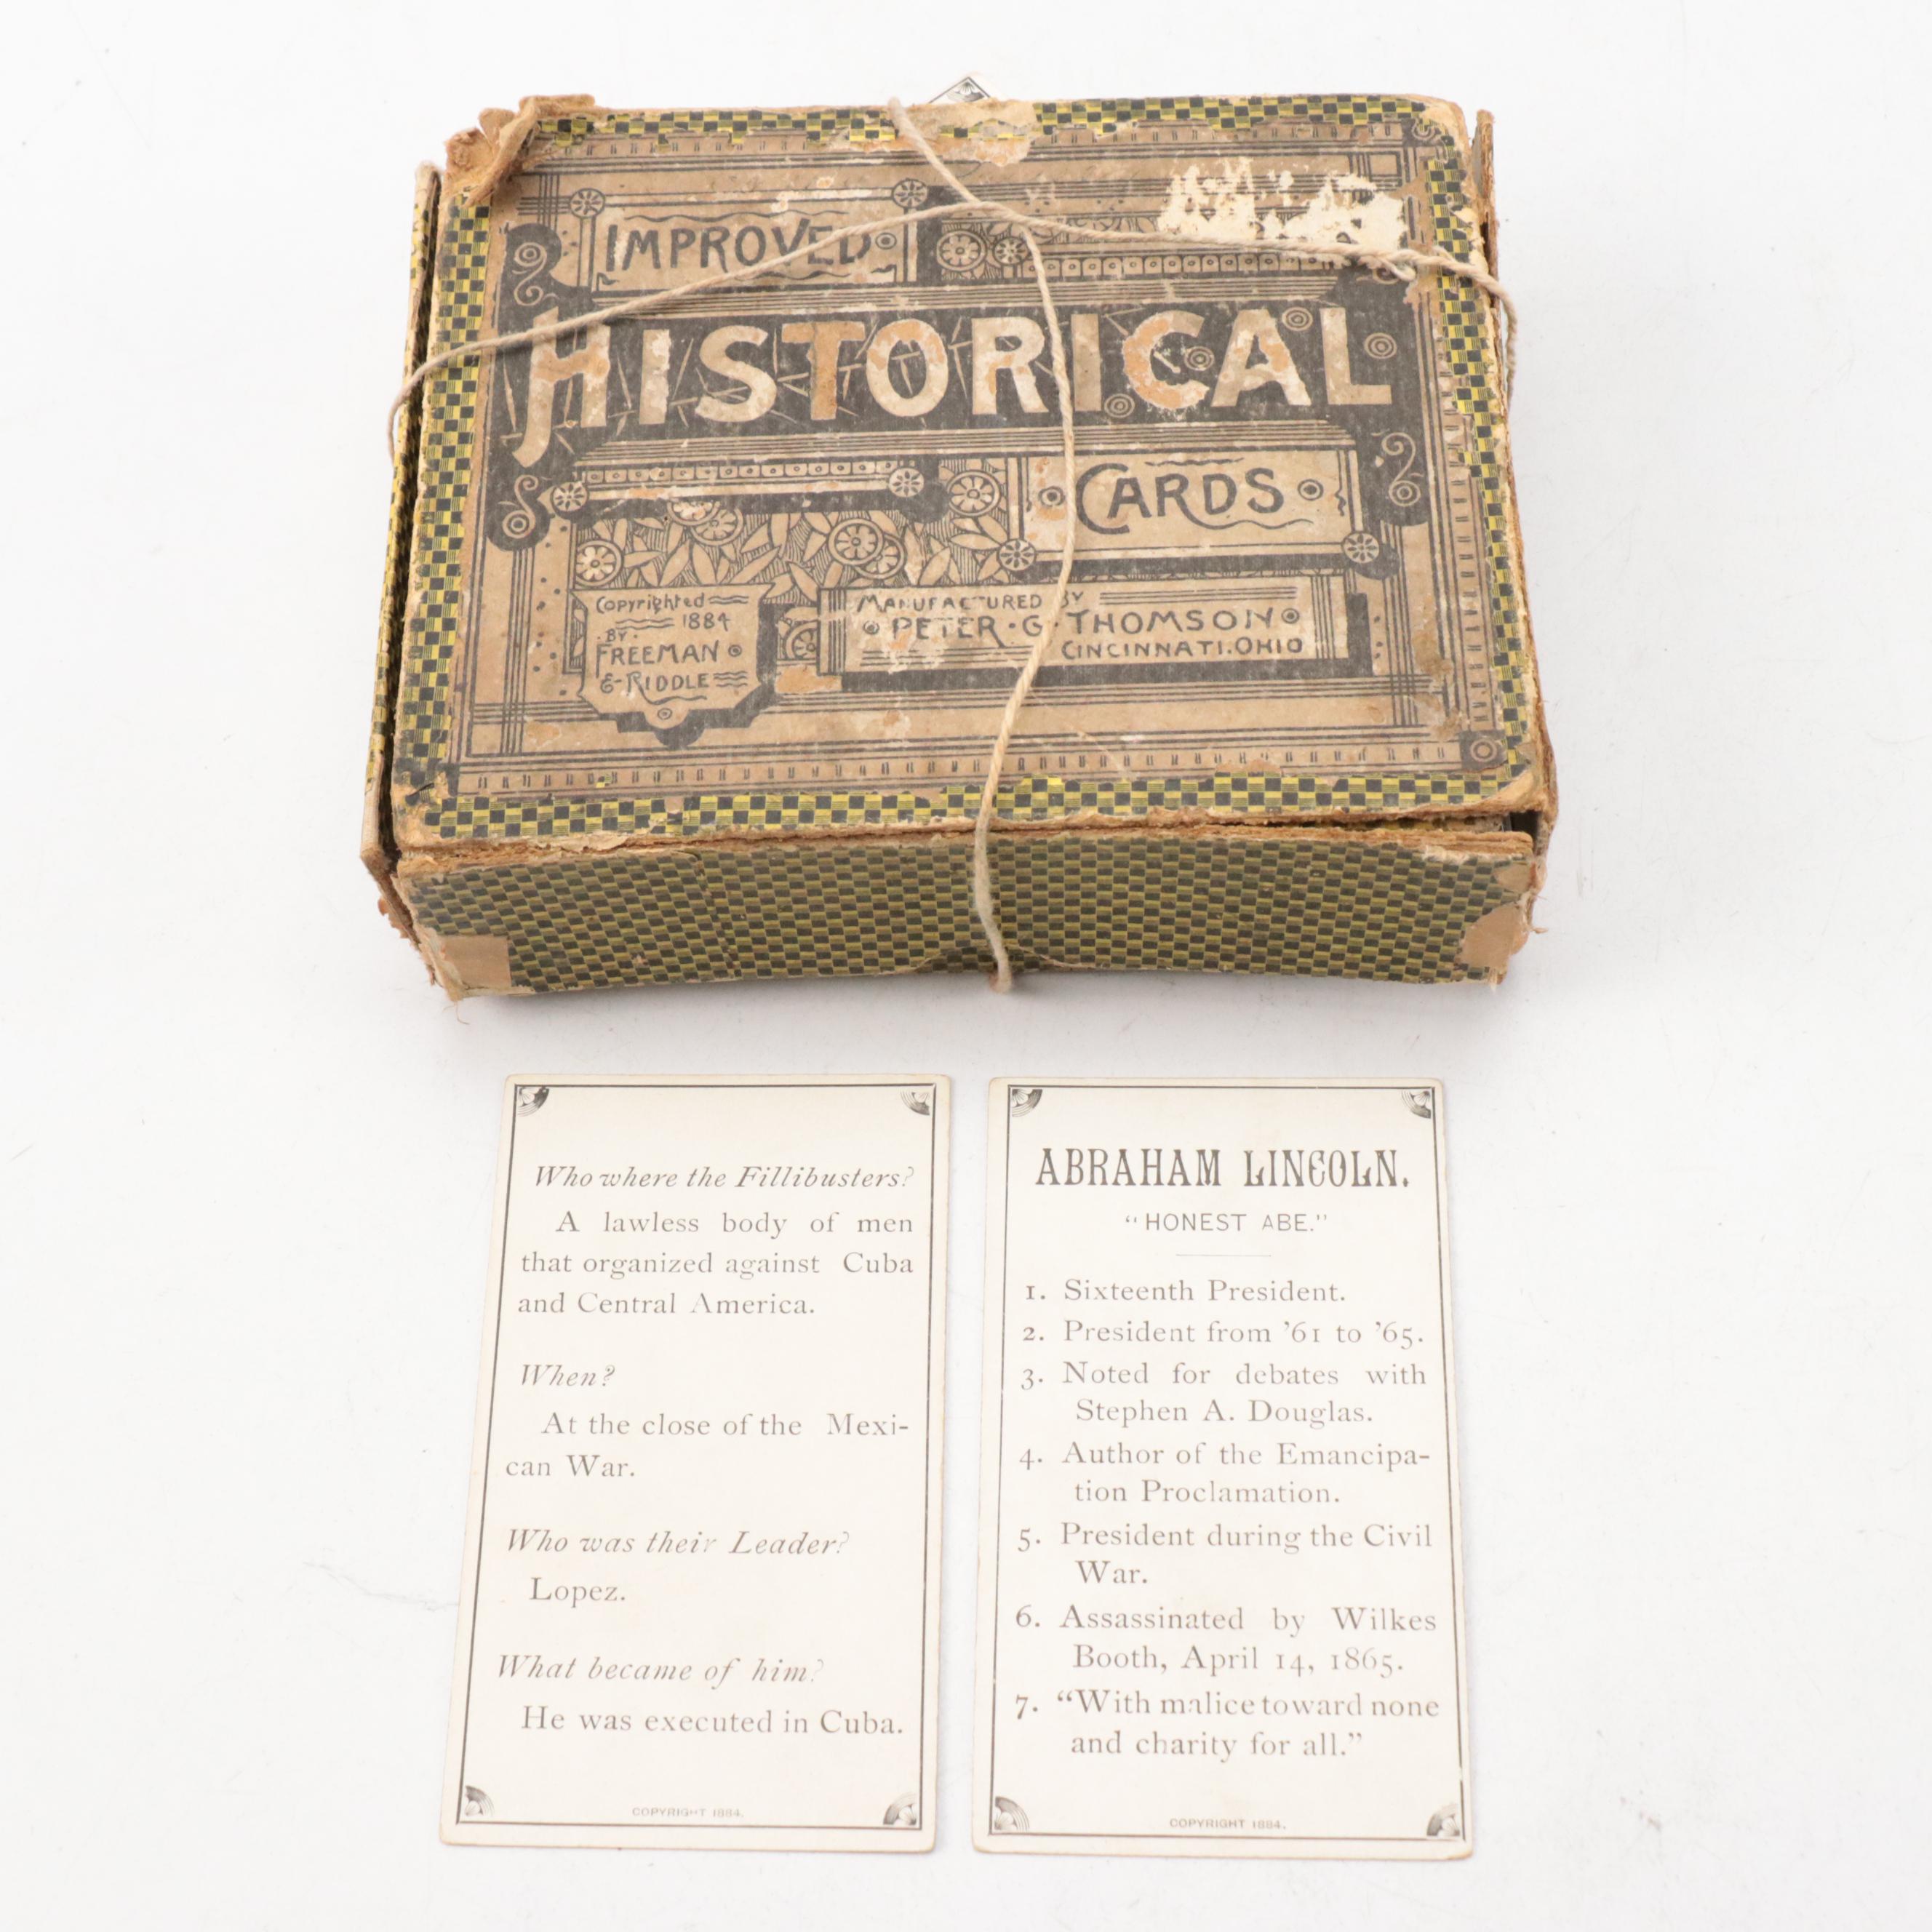 IMPROVED
HISTORICAL
CARDS
Copyrighted
1884
BY
FREEMAN
& RIDDLE
MANUFACTURED BY
PETER · G · THOMSON
CINCINNATI. OHIO
Who where the Fillibusters?
A lawless body of men
that organized against Cuba
and Central America.
When?
At the close of the Mexi-
can War.
Who was their Leader?
Lopez.
What became of him?
He was executed in Cuba.
COPYRIGHT 1884.
ABRAHAM LINCOLN.
"HONEST ABE."
1. Sixteenth President.
2. President from '61 to '65.
3. Noted for debates with
Stephen A. Douglas.
4. Author of the Emancipa-
tion Proclamation.
5. President during the Civil
War.
6. Assassinated by Wilkes
Booth, April 14, 1865.
7. "With malice toward none
and charity for all."
COPYRIGHT 1884.